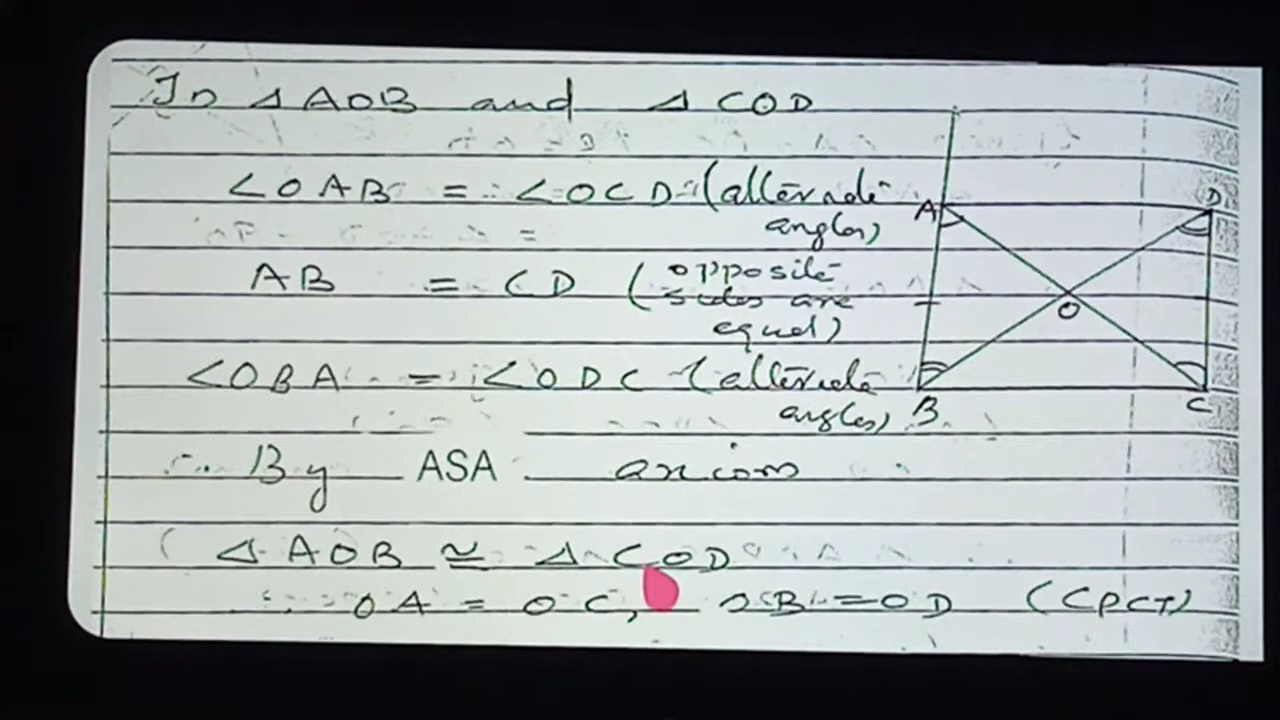 In △AOB and △COD
∠OAB = ∠OCD (alternate
angles)
AB = CD (opposite
sides are
equal)
∠OBA = ∠ODC (alternate
angles)
∴ By ASA axiom
△AOB ≅ △COD
∴ OA = OC, OB = OD (CPCT)
A
D
O
B
C